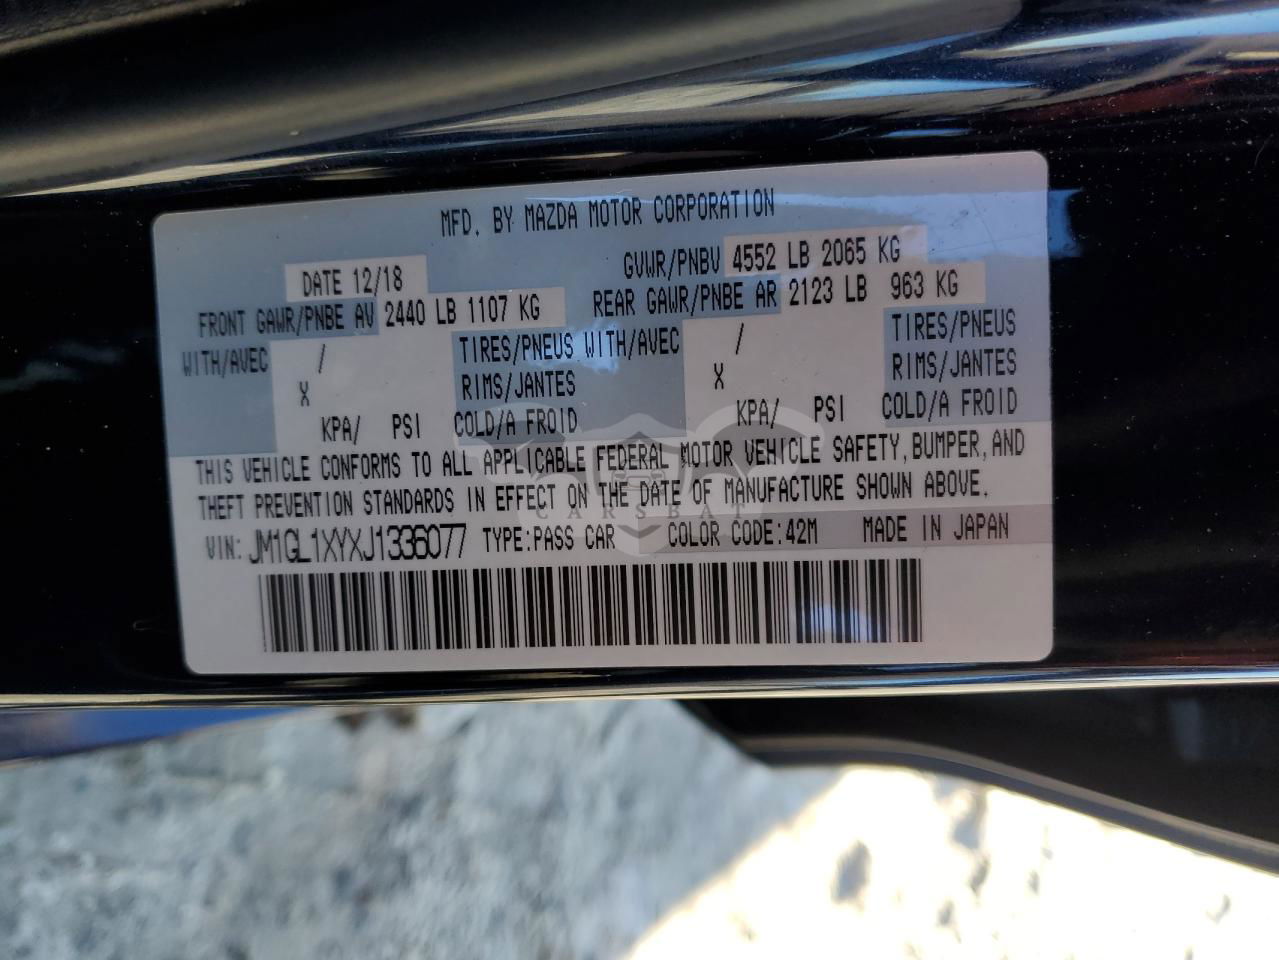 MFD. BY MAZDA MOTOR CORPORATION
DATE 12/18 GVWR/PNBV 4552 LB 2065 KG
FRONT GAWR/PNBE AV 2440 LB 1107 KG REAR GAWR/PNBE AR 2123 LB 963 KG
WITH/AVEC / TIRES/PNEUS WITH/AVEC / TIRES/PNEUS
X RIMS/JANTES X RIMS/JANTES
KPA/ PSI COLD/A FROID KPA/ PSI COLD/A FROID
THIS VEHICLE CONFORMS TO ALL APPLICABLE FEDERAL MOTOR VEHICLE SAFETY, BUMPER, AND
THEFT PREVENTION STANDARDS IN EFFECT ON THE DATE OF MANUFACTURE SHOWN ABOVE.
CARSBAT
VIN: JM1GL1XYXJ1336077 TYPE:PASS CAR COLOR CODE:42M MADE IN JAPAN